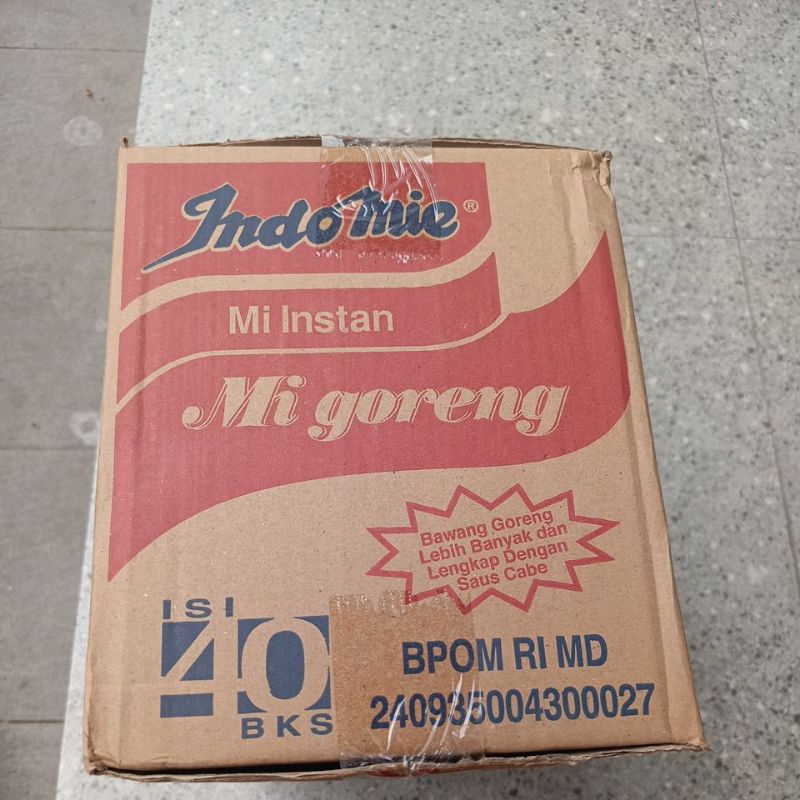 IndoMie ®
Mi Instan
Mi goreng
Bawang Goreng
Lebih Banyak dan
Lengkap Dengan
Saus Cabe
ISI
40
BKS
BPOM RI MD
240935004300027